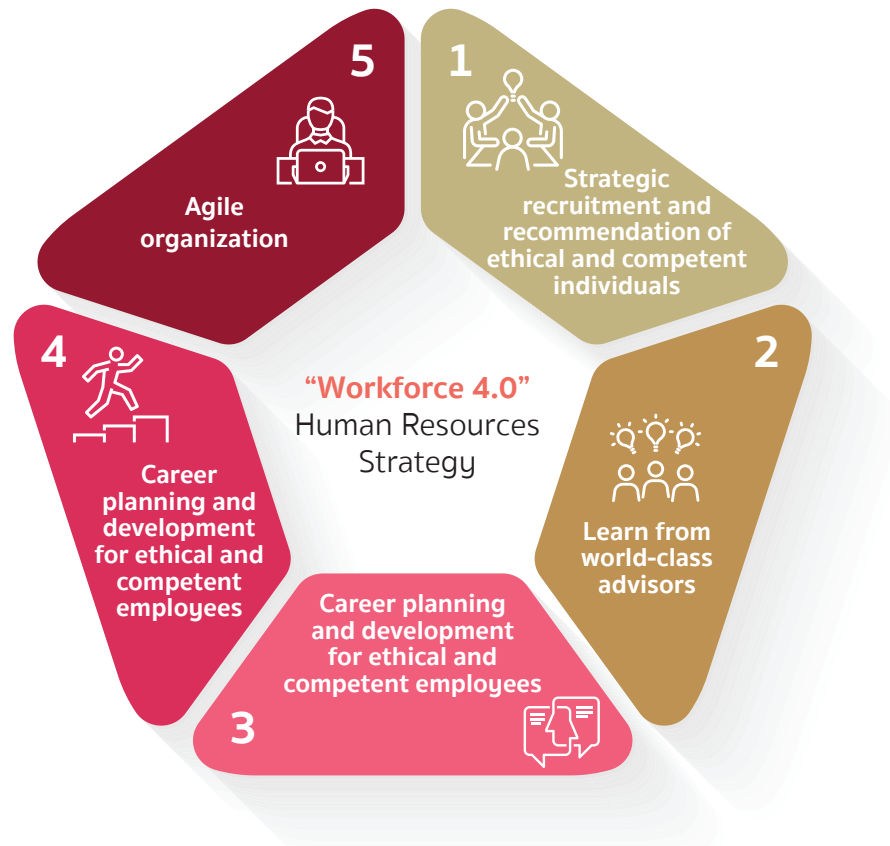 “Workforce 4.0”
Human Resources
Strategy
1
Strategic
recruitment and
recommendation of
ethical and competent
individuals
2
Learn from
world-class
advisors
3
Career planning
and development
for ethical and
competent employees
4
Career
planning and
development
for ethical and
competent
employees
5
Agile
organization